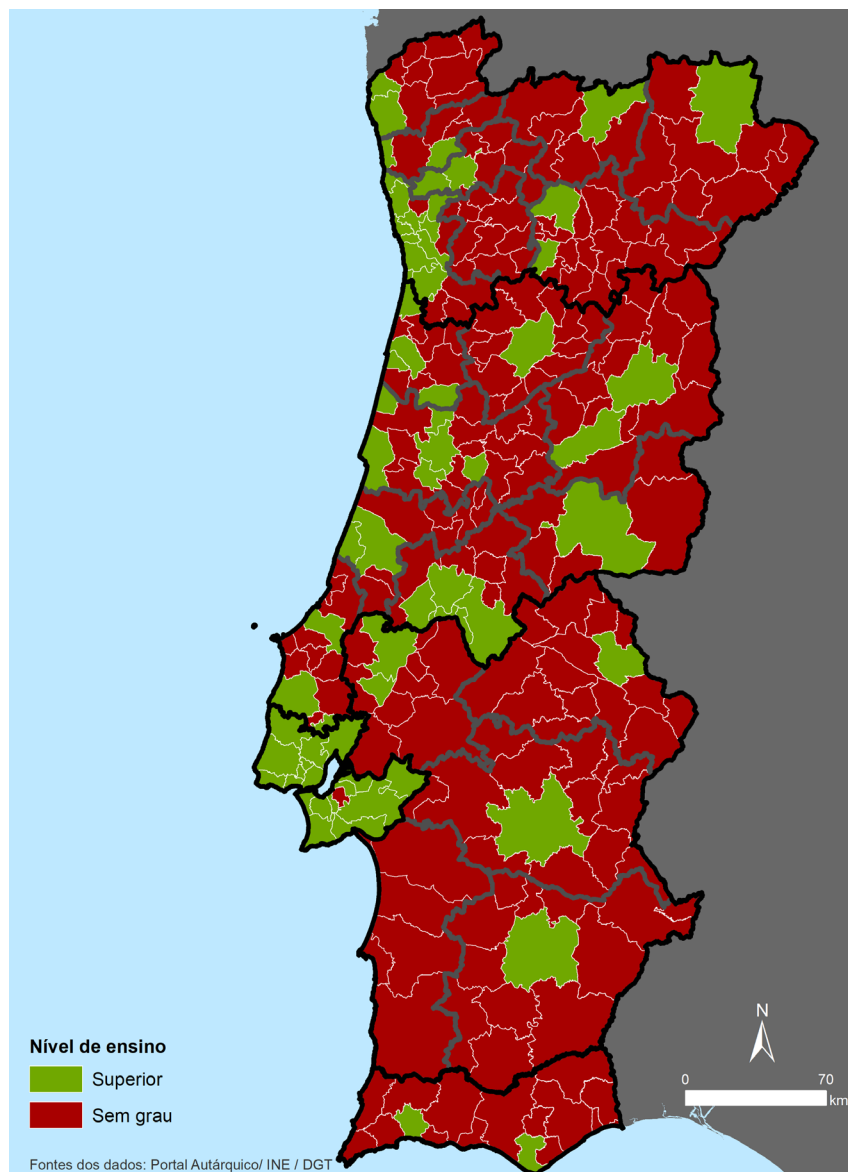 N
0 70
km
Nível de ensino
Superior
Sem grau
Fontes dos dados: Portal Autárquico/ INE / DGT